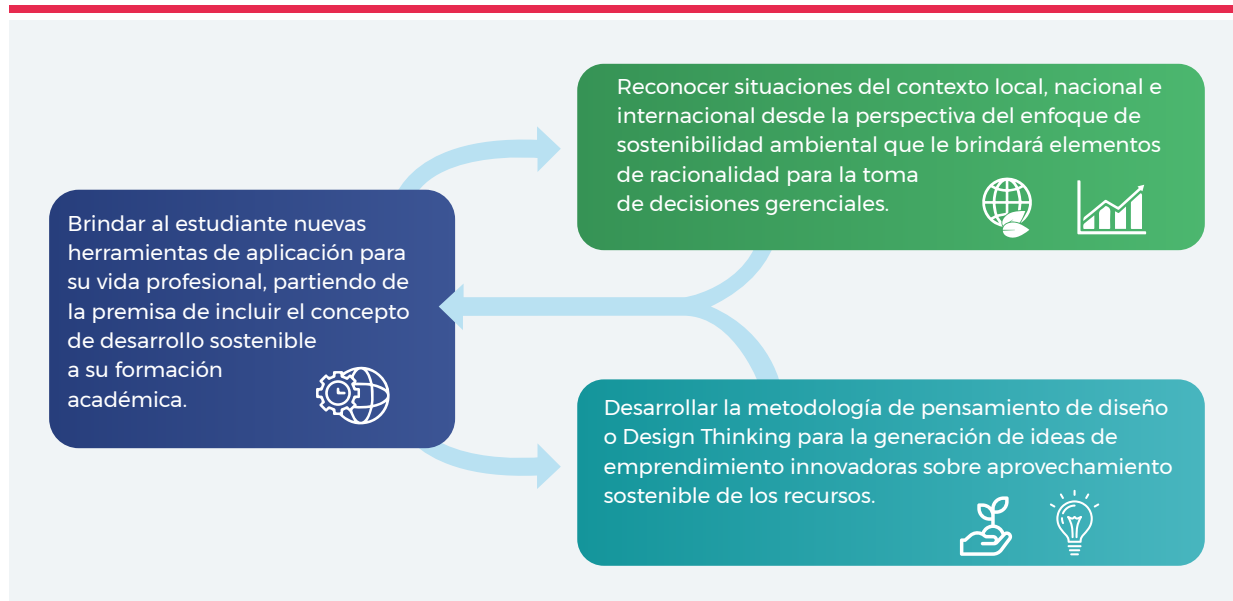 Brindar al estudiante nuevas
herramientas de aplicación para
su vida profesional, partiendo de
la premisa de incluir el concepto
de desarrollo sostenible
a su formación
académica.
Reconocer situaciones del contexto local, nacional e
internacional desde la perspectiva del enfoque de
sostenibilidad ambiental que le brindará elementos
de racionalidad para la toma
de decisiones gerenciales.
Desarrollar la metodología de pensamiento de diseño
o Design Thinking para la generación de ideas de
emprendimiento innovadoras sobre aprovechamiento
sostenible de los recursos.